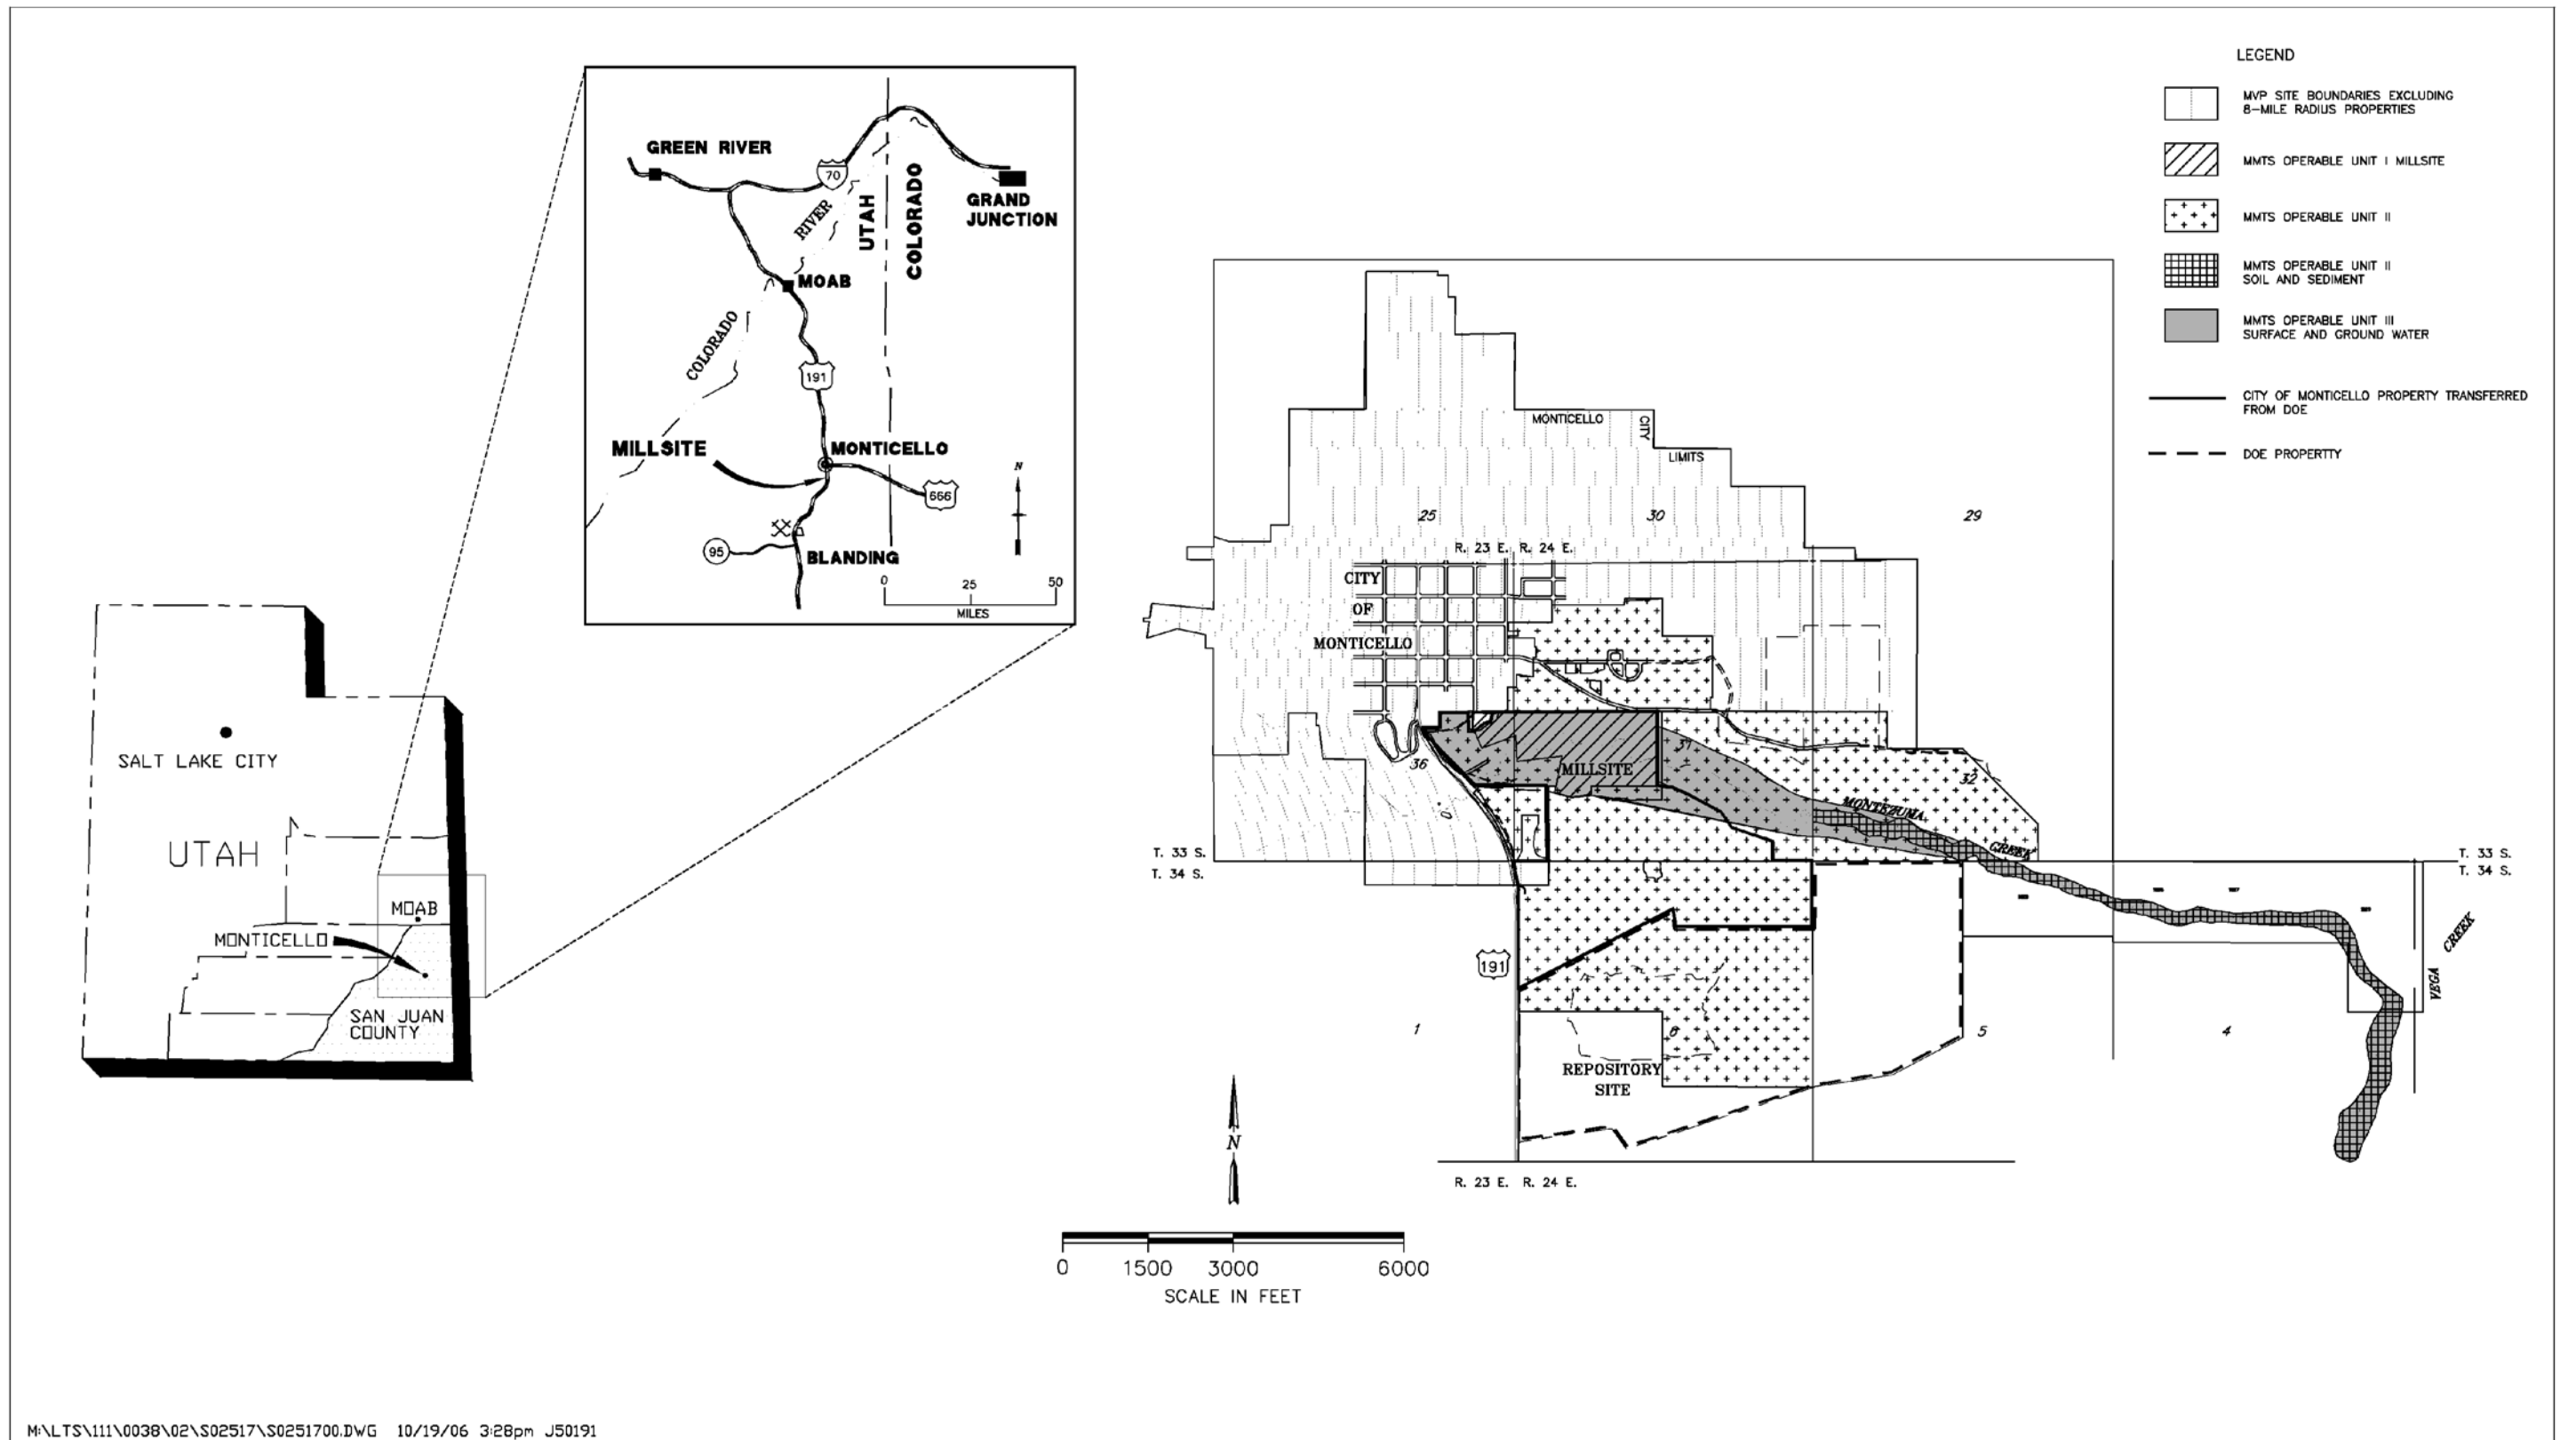 LEGEND
MVP SITE BOUNDARIES EXCLUDING
8-MILE RADIUS PROPERTIES
MMTS OPERABLE UNIT I MILLSITE
MMTS OPERABLE UNIT II
MMTS OPERABLE UNIT II
SOIL AND SEDIMENT
MMTS OPERABLE UNIT III
SURFACE AND GROUND WATER
CITY OF MONTICELLO PROPERTY TRANSFERRED
FROM DOE
DOE PROPERTTY
GREEN RIVER
70
GRAND
JUNCTION
RIVER
UTAH
COLORADO
MOAB
COLORADO
191
MILLSITE
MONTICELLO
N
666
95
BLANDING
0 25 50
MILES
SALT LAKE CITY
UTAH
MOAB
MONTICELLO
SAN JUAN
COUNTY
MONTICELLO
CITY
LIMITS
25
30
29
R. 23 E. R. 24 E.
CITY
OF
MONTICELLO
36
MILLSITE
31
32
MONTEZUMA
CREEK
T. 33 S.
T. 34 S.
T. 33 S.
T. 34 S.
191
VEGA
CREEK
1
6
5
4
REPOSITORY
SITE
N
R. 23 E. R. 24 E.
0 1500 3000 6000
SCALE IN FEET
M:\LTS\111\0038\02\S02517\S0251700.DWG 10/19/06 3:28pm J50191